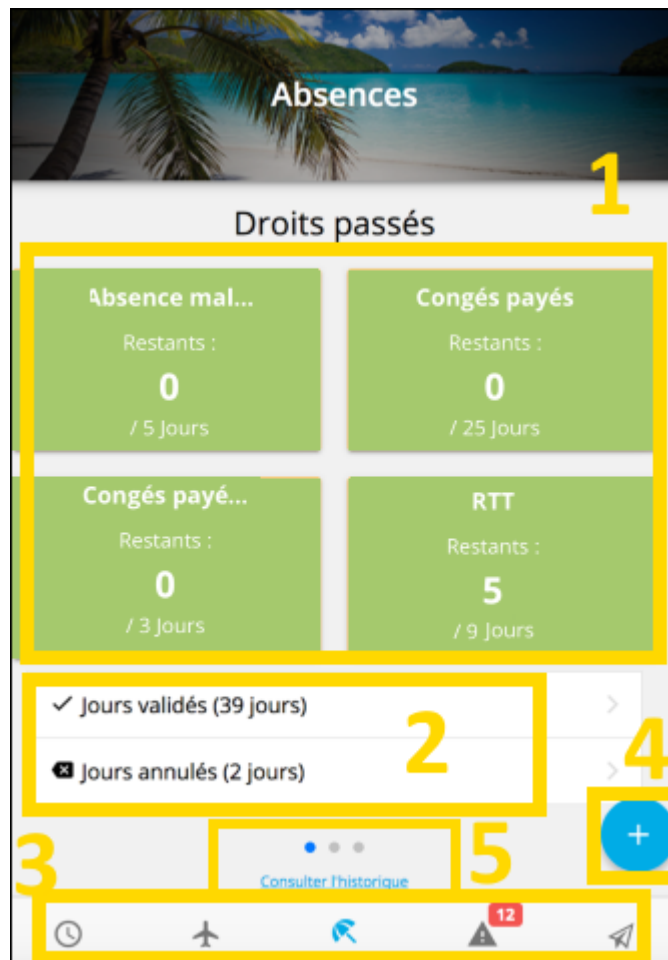 Absences
1
Droits passés
Absence mal...
Restants :
0
/ 5 Jours
Congés payés
Restants :
0
/ 25 Jours
Congés payé...
Restants :
0
/ 3 Jours
RTT
Restants :
5
/ 9 Jours
Jours validés (39 jours)
2
Jours annulés (2 jours)
4
+
3
5
Consulter l'historique
12